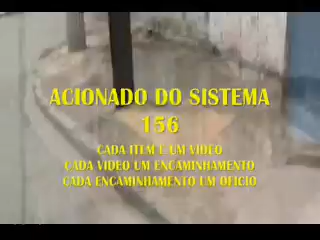 ACIONADO DO SISTEMA
156
CADA ITEM E UM VIDEO
CADA VIDEO UM ENCAMINHAMENTO
CADA ENCAMINHAMENTO UM OFICIO